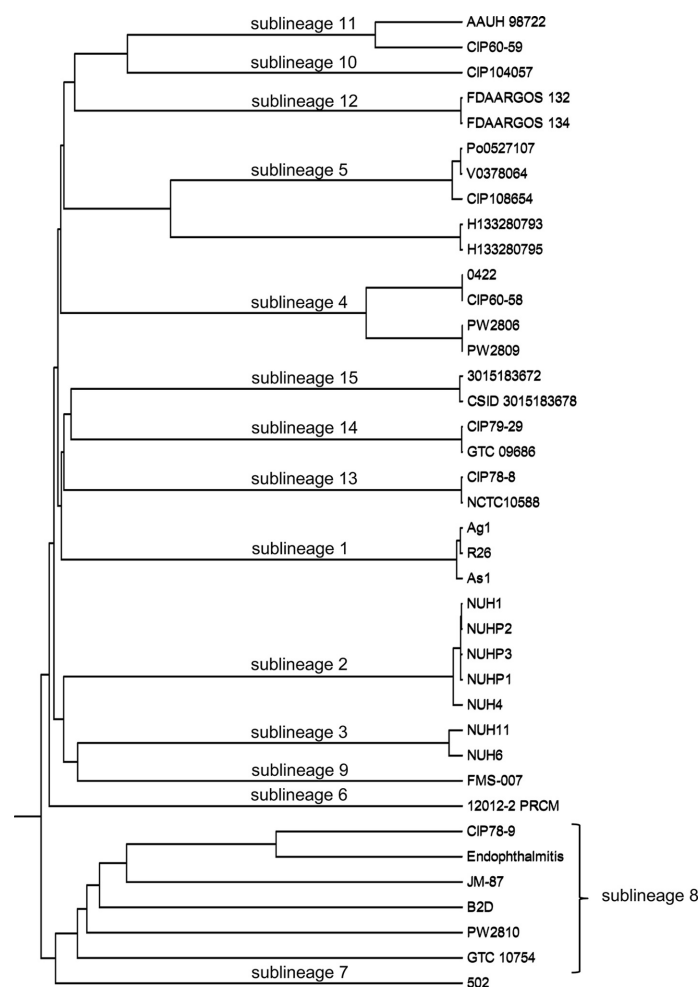 sublineage 11
AAUH 98722
CIP60-59
sublineage 10
CIP104057
sublineage 12
FDAARGOS 132
FDAARGOS 134
Po0527107
sublineage 5
V0378064
CIP108654
H133280793
H133280795
0422
sublineage 4
CIP60-58
PW2806
PW2809
sublineage 15
3015183672
CSID 3015183678
sublineage 14
CIP79-29
GTC 09686
sublineage 13
CIP78-8
NCTC10588
Ag1
sublineage 1
R26
As1
NUH1
NUHP2
NUHP3
sublineage 2
NUHP1
NUH4
sublineage 3
NUH11
NUH6
sublineage 9
FMS-007
sublineage 6
12012-2 PRCM
CIP78-9
Endophthalmitis
JM-87
sublineage 8
B2D
PW2810
GTC 10754
sublineage 7
502